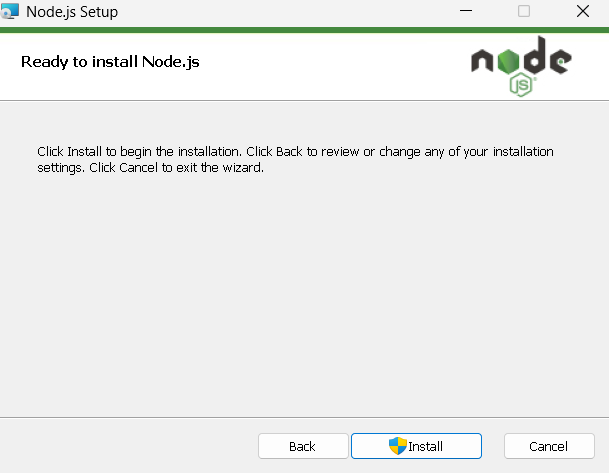 Node.js Setup
Ready to install Node.js
node
JS
Click Install to begin the installation. Click Back to review or change any of your installation
settings. Click Cancel to exit the wizard.
Back
Install
Cancel